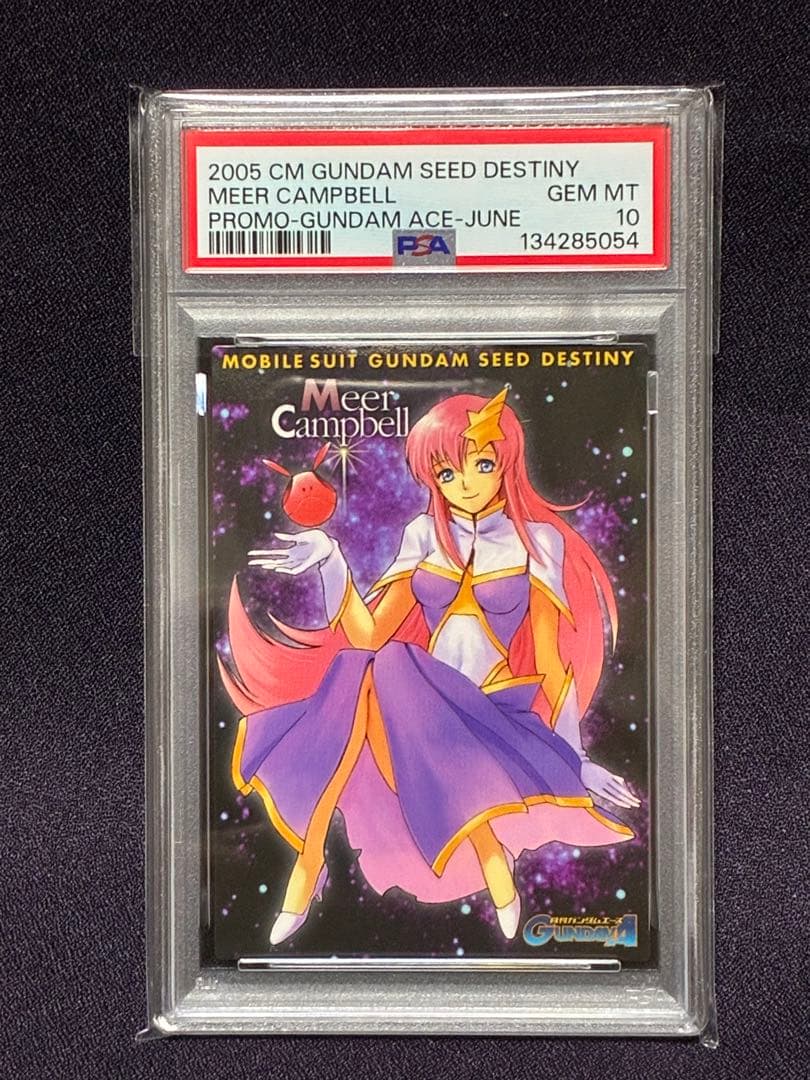 2005 CM GUNDAM SEED DESTINY
MEER CAMPBELL GEM MT
PROMO-GUNDAM ACE-JUNE 10
PSA 134285054
MOBILE SUIT GUNDAM SEED DESTINY
Meer
Campbell
月刊ガンダムエース
GUNDAM A